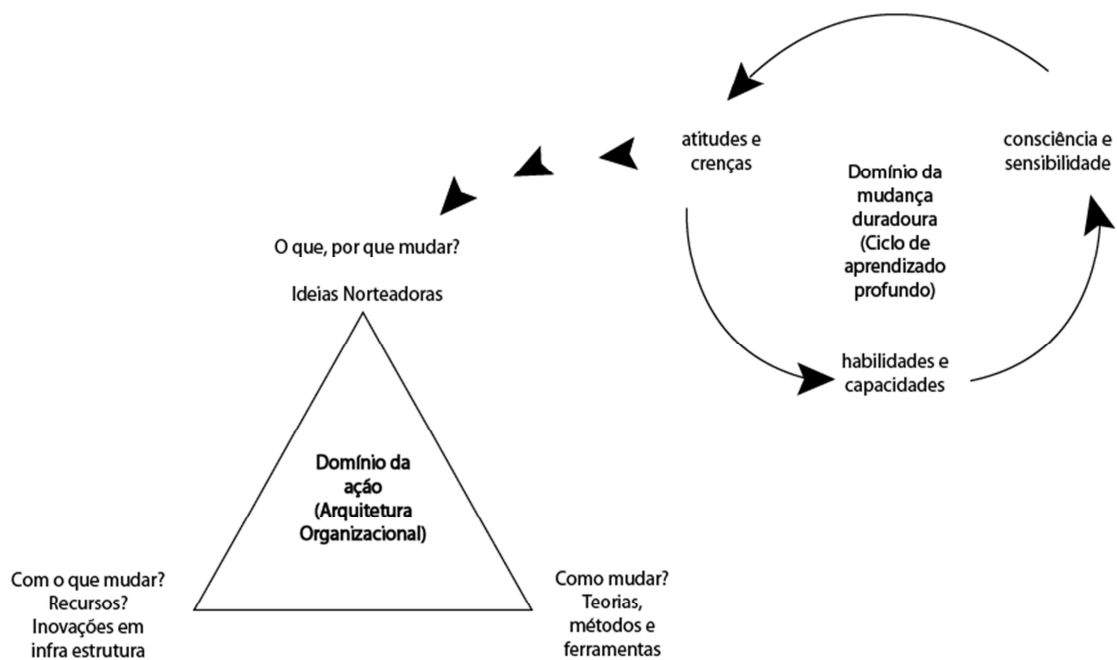 atitudes e
crenças
consciência e
sensibilidade
Domínio da
mudança
duradoura
(Ciclo de
aprendizado
profundo)
habilidades e
capacidades
O que, por que mudar?
Ideias Norteadoras
Domínio da
ação
(Arquitetura
Organizacional)
Com o que mudar?
Recursos?
Inovações em
infra estrutura
Como mudar?
Teorias,
métodos e
ferramentas